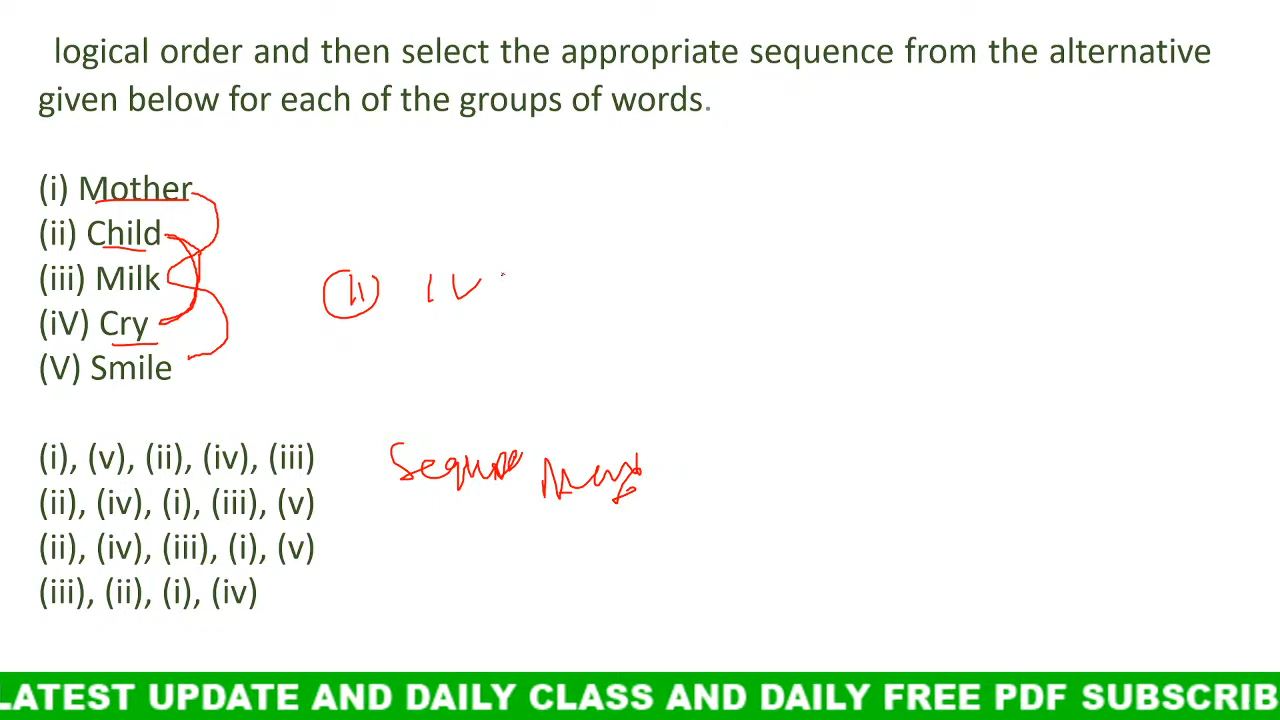 logical order and then select the appropriate sequence from the alternative
given below for each of the groups of words.
(i) Mother
(ii) Child
(iii) Milk
(iV) Cry
(V) Smile
(ii) iv
(i), (v), (ii), (iv), (iii)
(ii), (iv), (i), (iii), (v)
(ii), (iv), (iii), (i), (v)
(iii), (ii), (i), (iv)
LATEST UPDATE AND DAILY CLASS AND DAILY FREE PDF SUBSCRIB